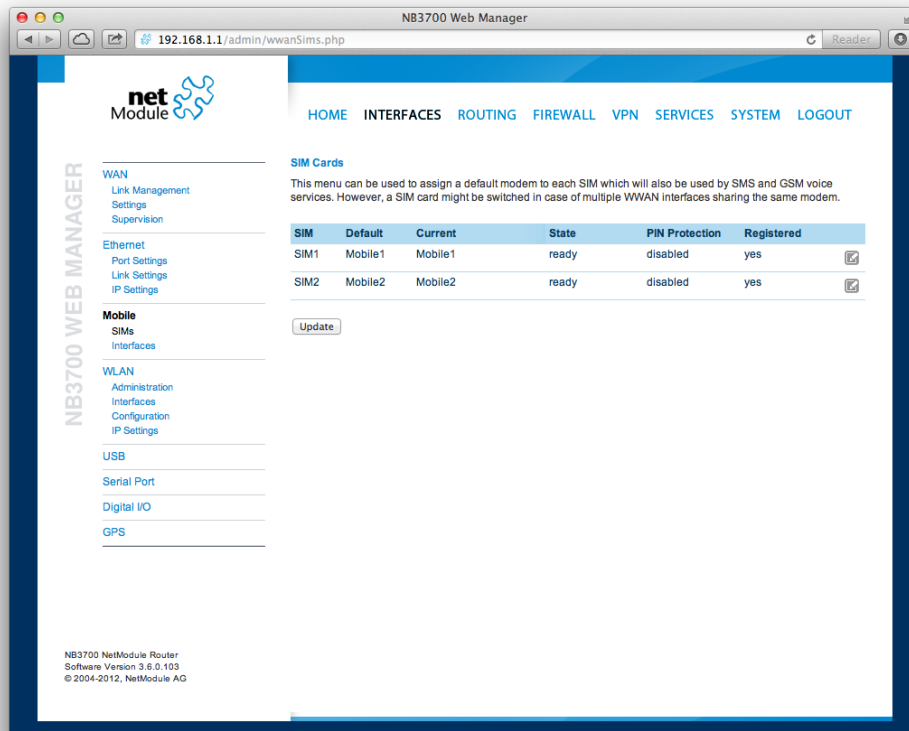 NB3700 Web Manager
192.168.1.1/admin/wwanSims.php
Reader
net
Module
HOME INTERFACES ROUTING FIREWALL VPN SERVICES SYSTEM LOGOUT
NB3700 WEB MANAGER
WAN
Link Management
Settings
Supervision
Ethernet
Port Settings
Link Settings
IP Settings
Mobile
SIMs
Interfaces
WLAN
Administration
Interfaces
Configuration
IP Settings
USB
Serial Port
Digital I/O
GPS
SIM Cards
This menu can be used to assign a default modem to each SIM which will also be used by SMS and GSM voice
services. However, a SIM card might be switched in case of multiple WWAN interfaces sharing the same modem.
SIM Default Current State PIN Protection Registered
SIM1 Mobile1 Mobile1 ready disabled yes
SIM2 Mobile2 Mobile2 ready disabled yes
Update
NB3700 NetModule Router
Software Version 3.6.0.103
© 2004-2012, NetModule AG